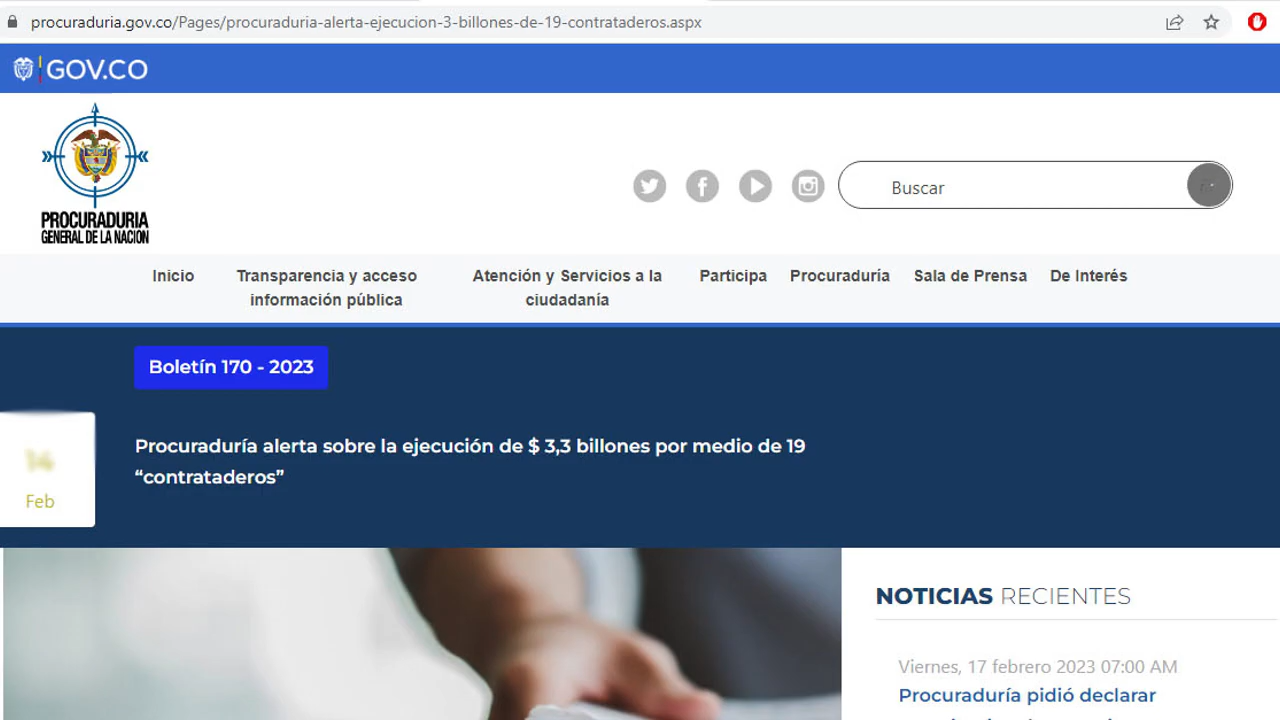 procuraduria.gov.co/Pages/procuraduria-alerta-ejecucion-3-billones-de-19-contrataderos.aspx
GOV.CO
PROCURADURIA
GENERAL DE LA NACION
Buscar
Inicio
Transparencia y acceso
información pública
Atención y Servicios a la
ciudadanía
Participa
Procuraduría
Sala de Prensa
De Interés
Boletín 170 - 2023
14
Feb
Procuraduría alerta sobre la ejecución de $ 3,3 billones por medio de 19
“contrataderos”
NOTICIAS RECIENTES
Viernes, 17 febrero 2023 07:00 AM
Procuraduría pidió declarar